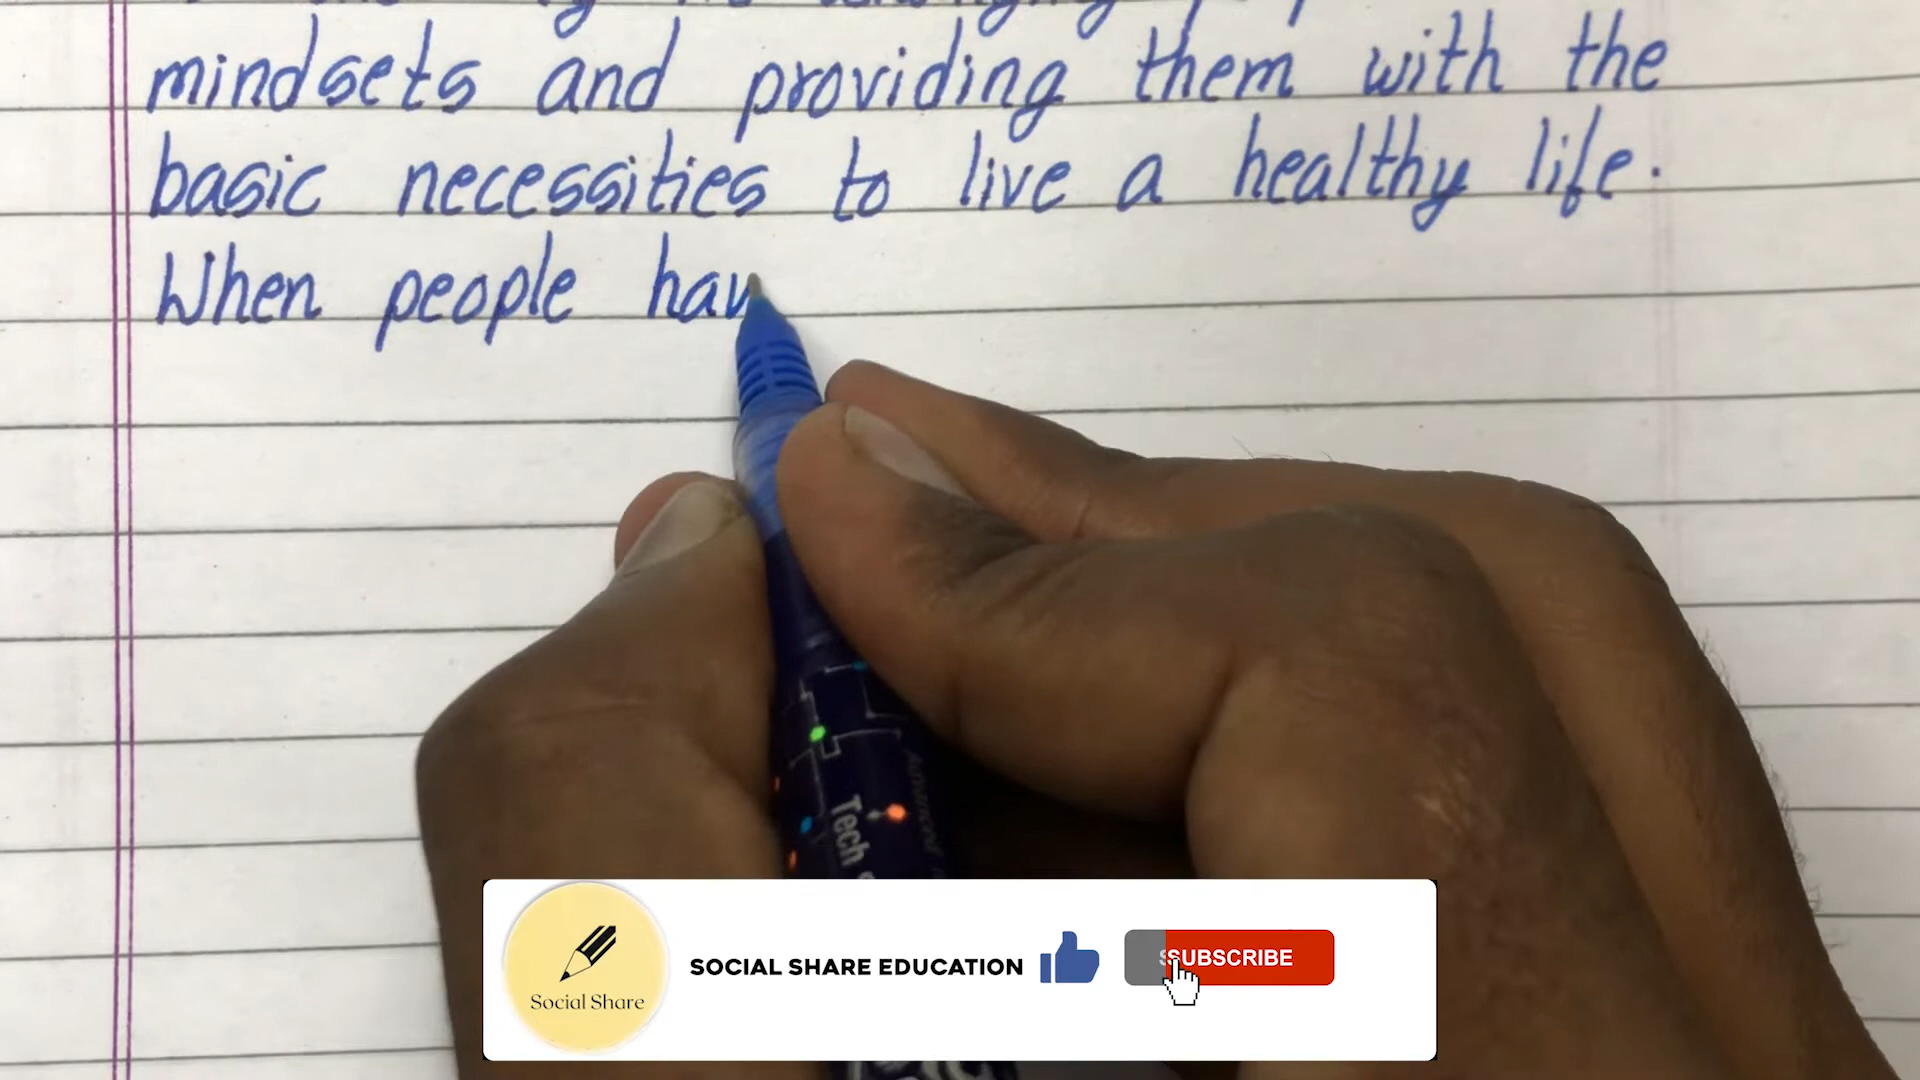 mindsets and providing them with the
basic necessities to live a healthy life.
When people hav
Tech
Social Share
SOCIAL SHARE EDUCATION
SUBSCRIBE